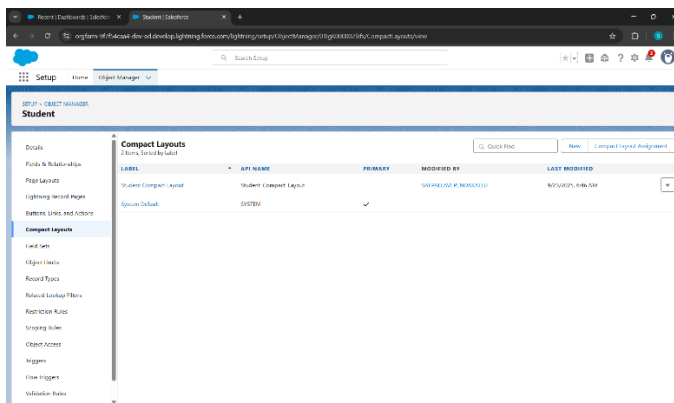 Recent | Dashboards | Salesforce
Student | Salesforce
Search Setup
Setup
Home
Object Manager
SETUP > OBJECT MANAGER
Student
Details
Fields & Relationships
Page Layouts
Lightning Record Pages
Buttons, Links, and Actions
Compact Layouts
Field Sets
Object Limits
Record Types
Related Lookup Filters
Restriction Rules
Scoping Rules
Object Access
Triggers
Flow Triggers
Validation Rules
Compact Layouts
2 Items, Sorted by Label
Quick Find
New
Compact Layout Assignment
LABEL API NAME PRIMARY MODIFIED BY LAST MODIFIED
Student Compact Layout Student Compact Layout 9/23/2025,
System Default SYSTEM